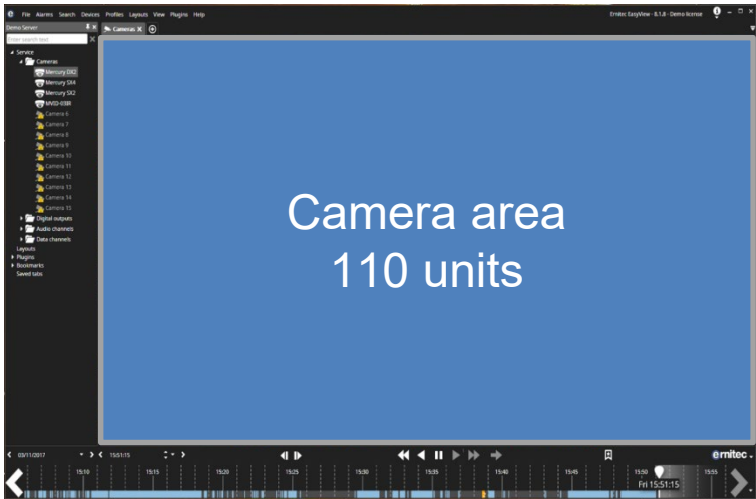 File Alarms Search Devices Profiles Layouts View Plugins Help
Ernitec EasyView - 8.1.8 - Demo license
Demo Server
Cameras X
Enter search text
Service
Cameras
Mercury DX2
Mercury SX4
Mercury SX2
MVID-03BI
Camera 6
Camera 7
Camera 8
Camera 9
Camera 10
Camera 11
Camera 12
Camera 13
Camera 14
Camera 15
Digital outputs
Audio channels
Data channels
Layouts
Plugins
Bookmarks
Saved tabs
Camera area
110 units
03/11/2017
15:51:15
ernitec
15:10 15:15 15:20 15:25 15:30 15:35 15:40 15:45 15:50 15:55
Fri 15:51:15